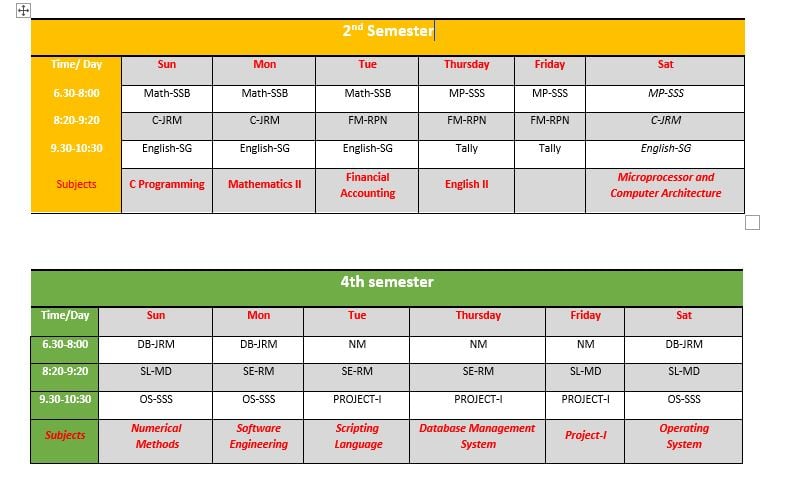 2nd Semester
Time/ Day Sun Mon Tue Thursday Friday Sat
6.30-8:00 Math-SSB Math-SSB Math-SSB MP-SSS MP-SSS MP-SSS
8:20-9:20 C-JRM C-JRM FM-RPN FM-RPN FM-RPN C-JRM
9.30-10:30 English-SG English-SG English-SG Tally Tally English-SG
Subjects C Programming Mathematics II Financial Accounting English II Microprocessor and Computer Architecture
4th semester
Time/Day Sun Mon Tue Thursday Friday Sat
6.30-8:00 DB-JRM DB-JRM NM NM NM DB-JRM
8:20-9:20 SL-MD SE-RM SE-RM SE-RM SL-MD SL-MD
9.30-10:30 OS-SSS OS-SSS PROJECT-I PROJECT-I PROJECT-I OS-SSS
Subjects Numerical Methods Software Engineering Scripting Language Database Management System Project-I Operating System